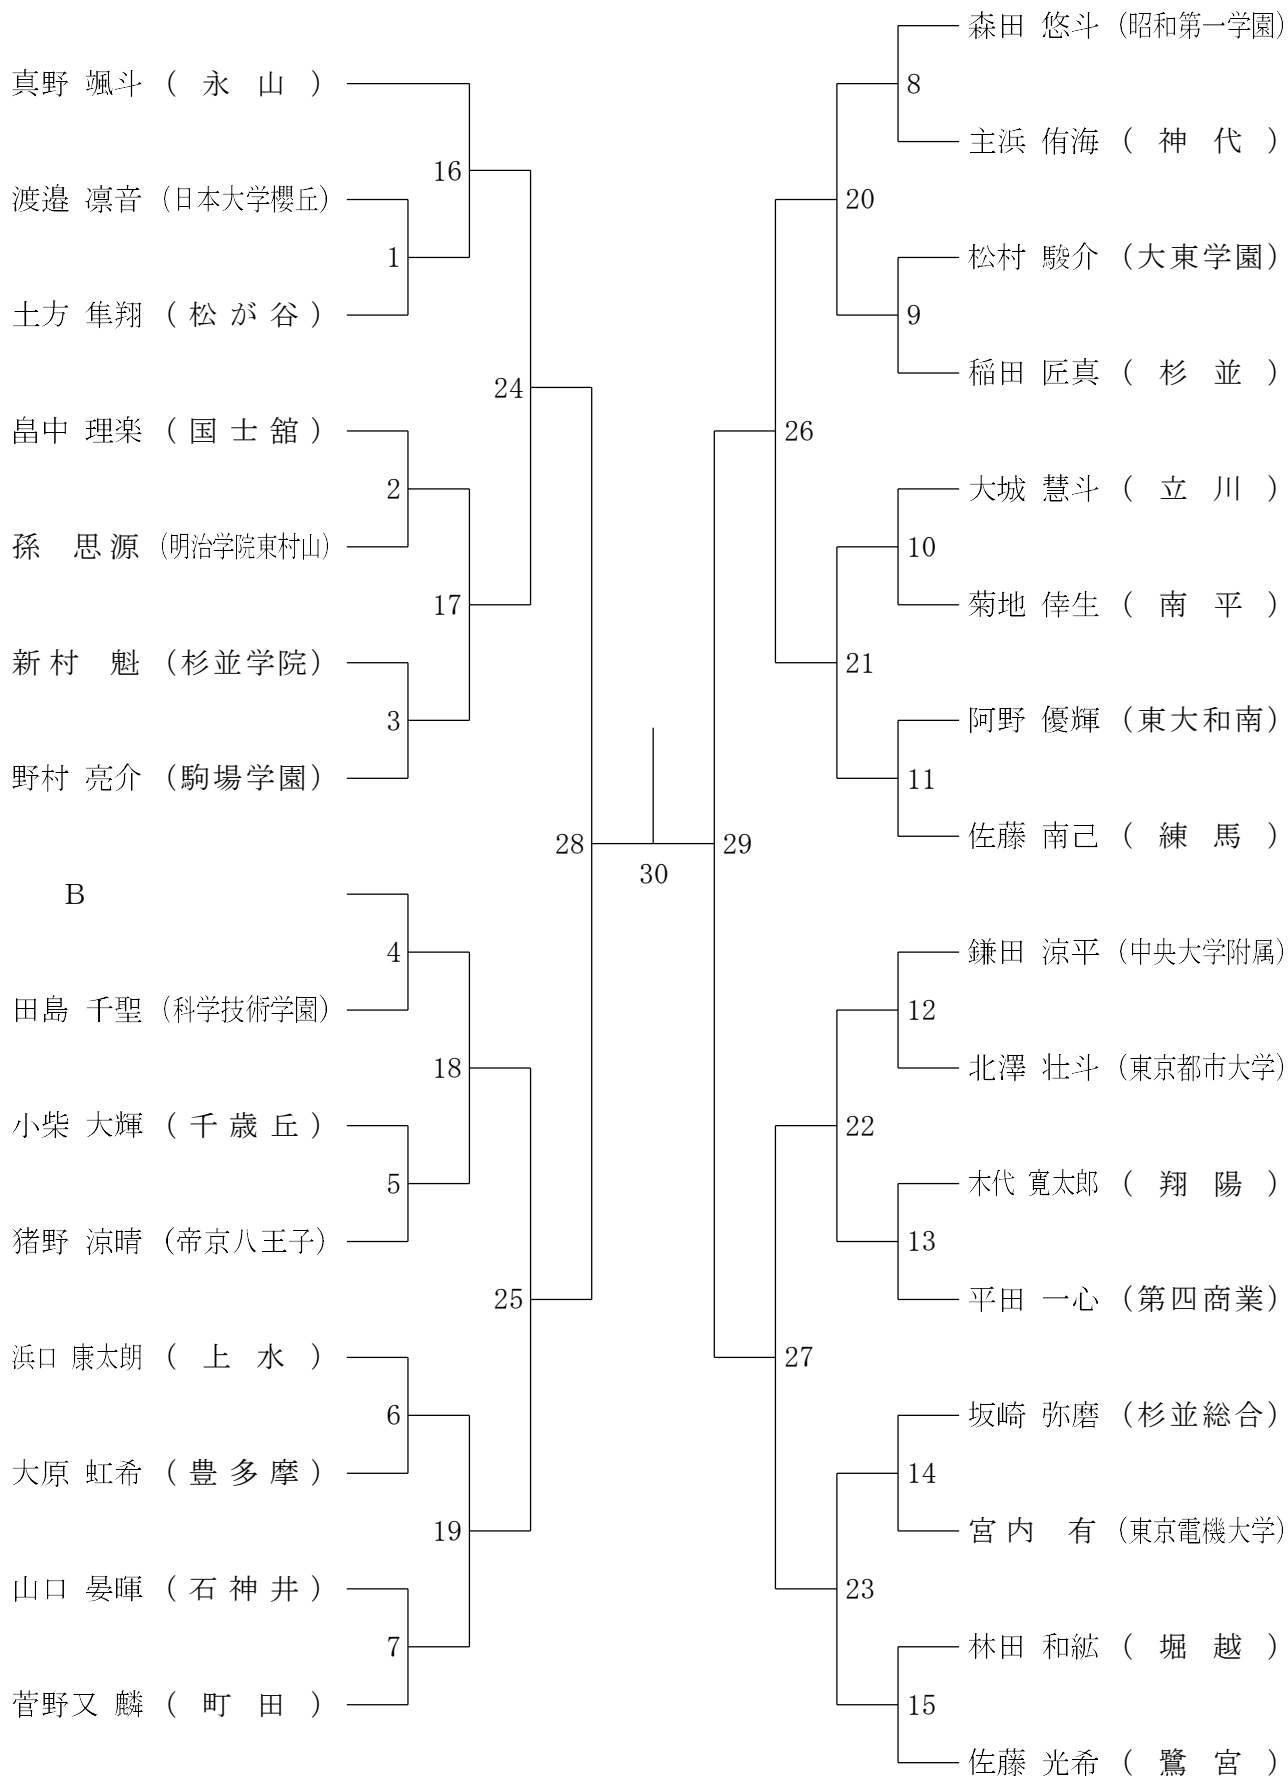 真野 颯斗 ( 永 山 )
渡邉 凛音 (日本大学櫻丘)
土方 隼翔 ( 松 が 谷 )
畠中 理楽 ( 国 士 舘 )
孫 思源 (明治学院東村山)
新村 魁 (杉並学院)
野村 亮介 (駒場学園)
B
田島 千聖 (科学技術学園)
小柴 大輝 ( 千 歳 丘 )
猪野 涼晴 (帝京八王子)
浜口 康太朗 ( 上 水 )
大原 虹希 ( 豊 多 摩 )
山口 晏暉 ( 石 神 井 )
菅野又 麟 ( 町 田 )
1
2
3
4
5
6
7
16
17
18
19
24
25
28
30
29
26
27
20
21
22
23
8
9
10
11
12
13
14
15
森田 悠斗 (昭和第一学園)
主浜 侑海 ( 神 代 )
松村 駿介 (大東学園)
稲田 匠真 ( 杉 並 )
大城 慧斗 ( 立 川 )
菊地 倖生 ( 南 平 )
阿野 優輝 (東大和南)
佐藤 南己 ( 練 馬 )
鎌田 涼平 (中央大学附属)
北澤 壮斗 (東京都市大学)
木代 寛太郎 ( 翔 陽 )
平田 一心 (第四商業)
坂崎 弥磨 (杉並総合)
宮内 有 (東京電機大学)
林田 和紘 ( 堀 越 )
佐藤 光希 ( 鷺 宮 )